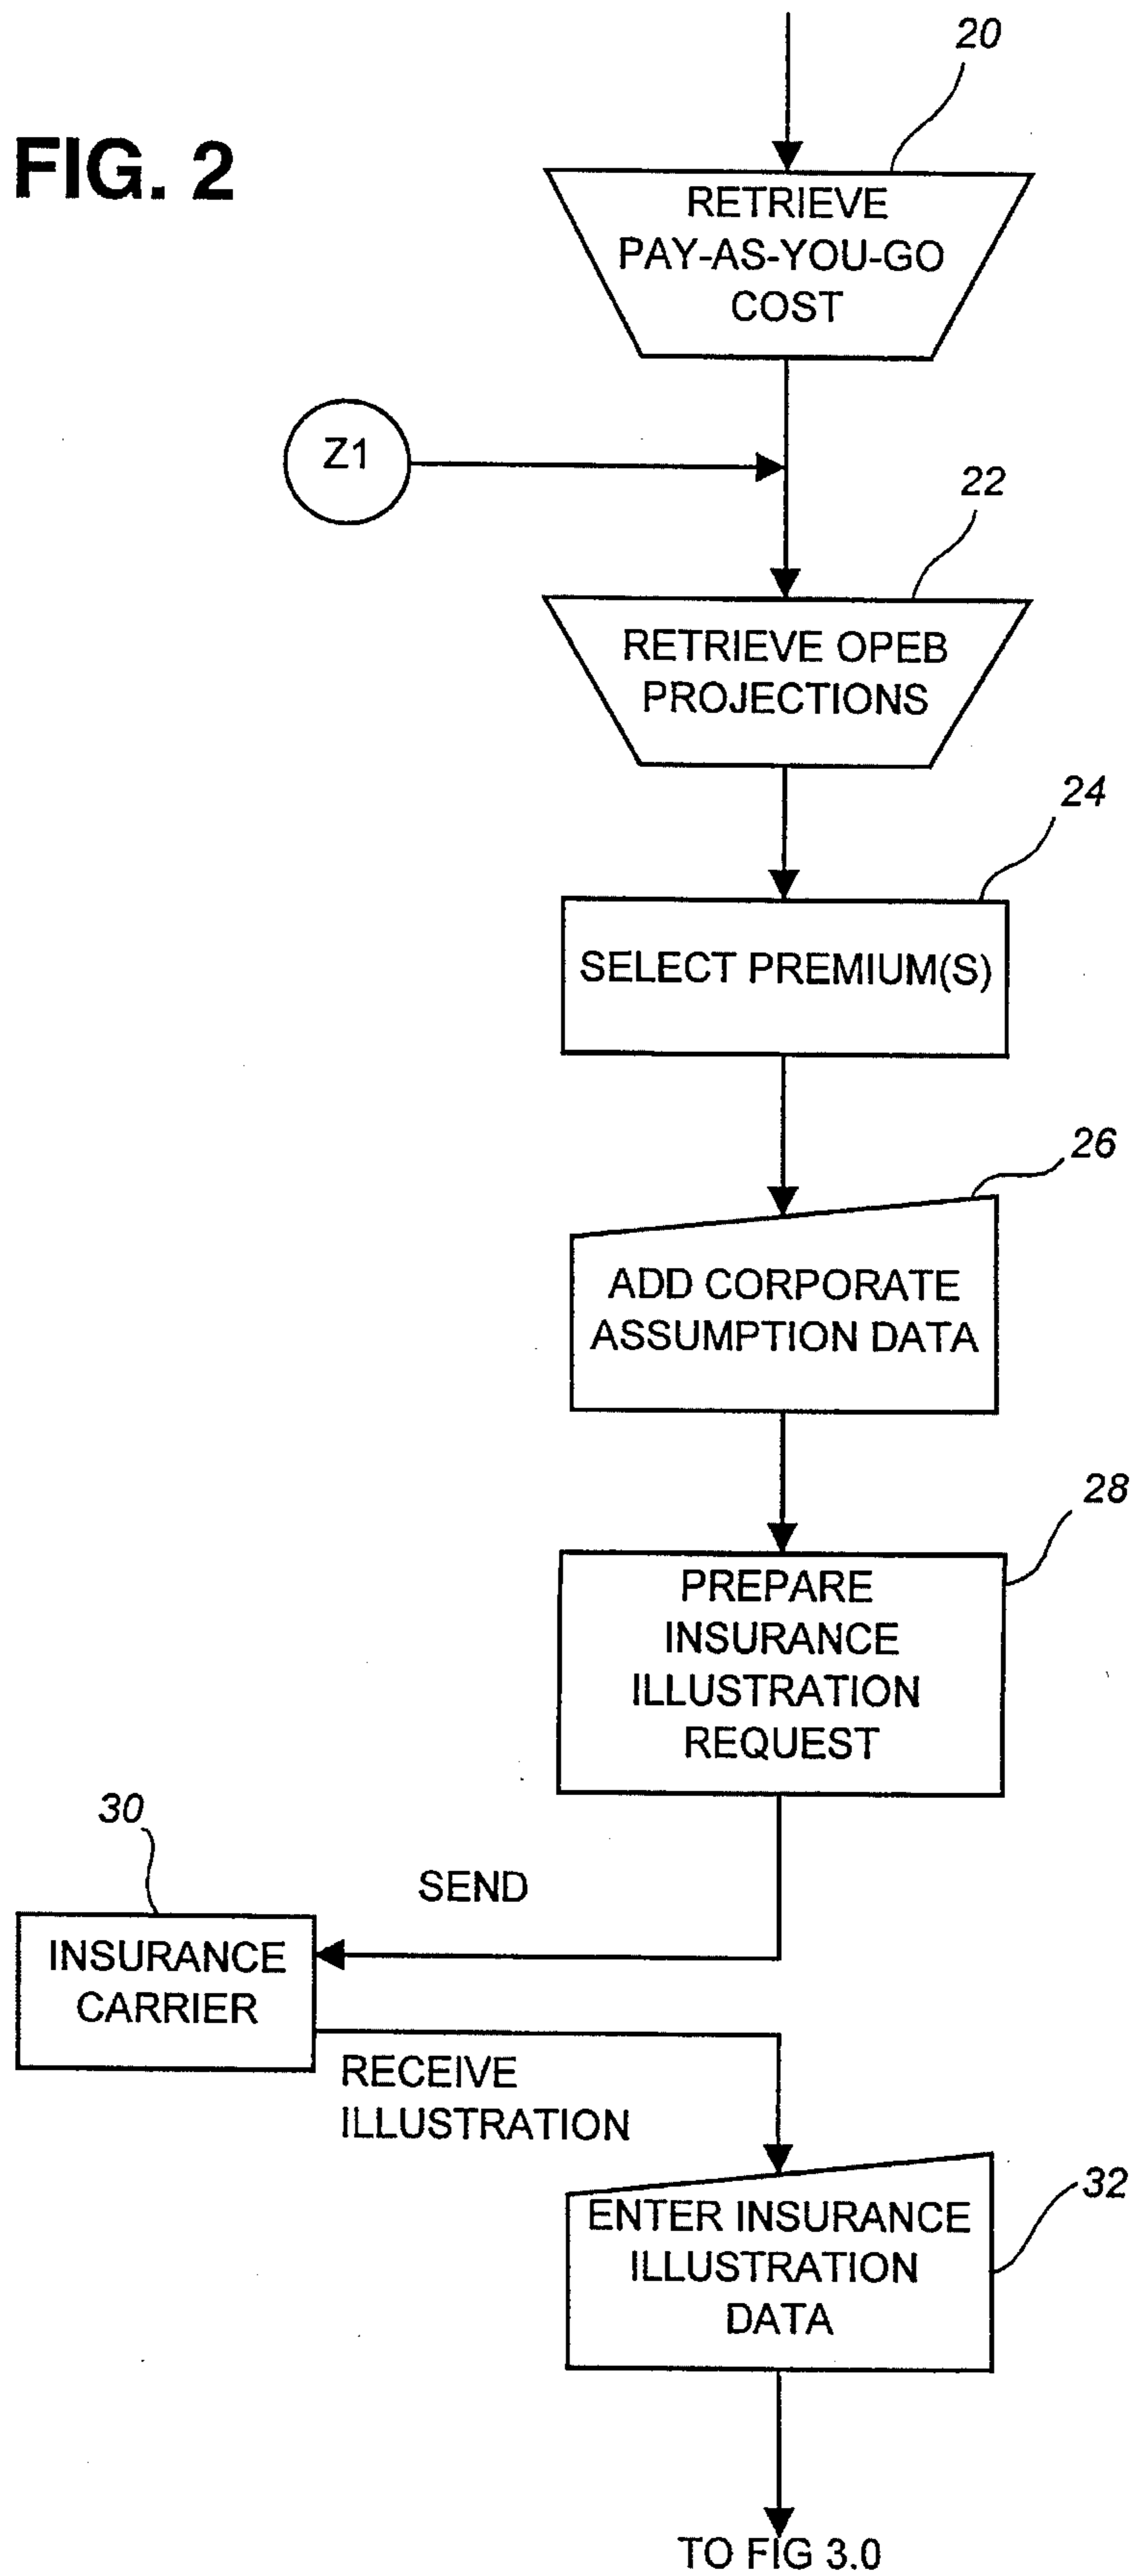 20
FIG. 2
RETRIEVE
PAY-AS-YOU-GO
COST
Z1
22
RETRIEVE OPEB
PROJECTIONS
24
SELECT PREMIUM(S)
26
ADD CORPORATE
ASSUMPTION DATA
28
PREPARE
INSURANCE
ILLUSTRATION
REQUEST
30
SEND
INSURANCE
CARRIER
RECEIVE
ILLUSTRATION
32
ENTER INSURANCE
ILLUSTRATION
DATA
TO FIG 3.0